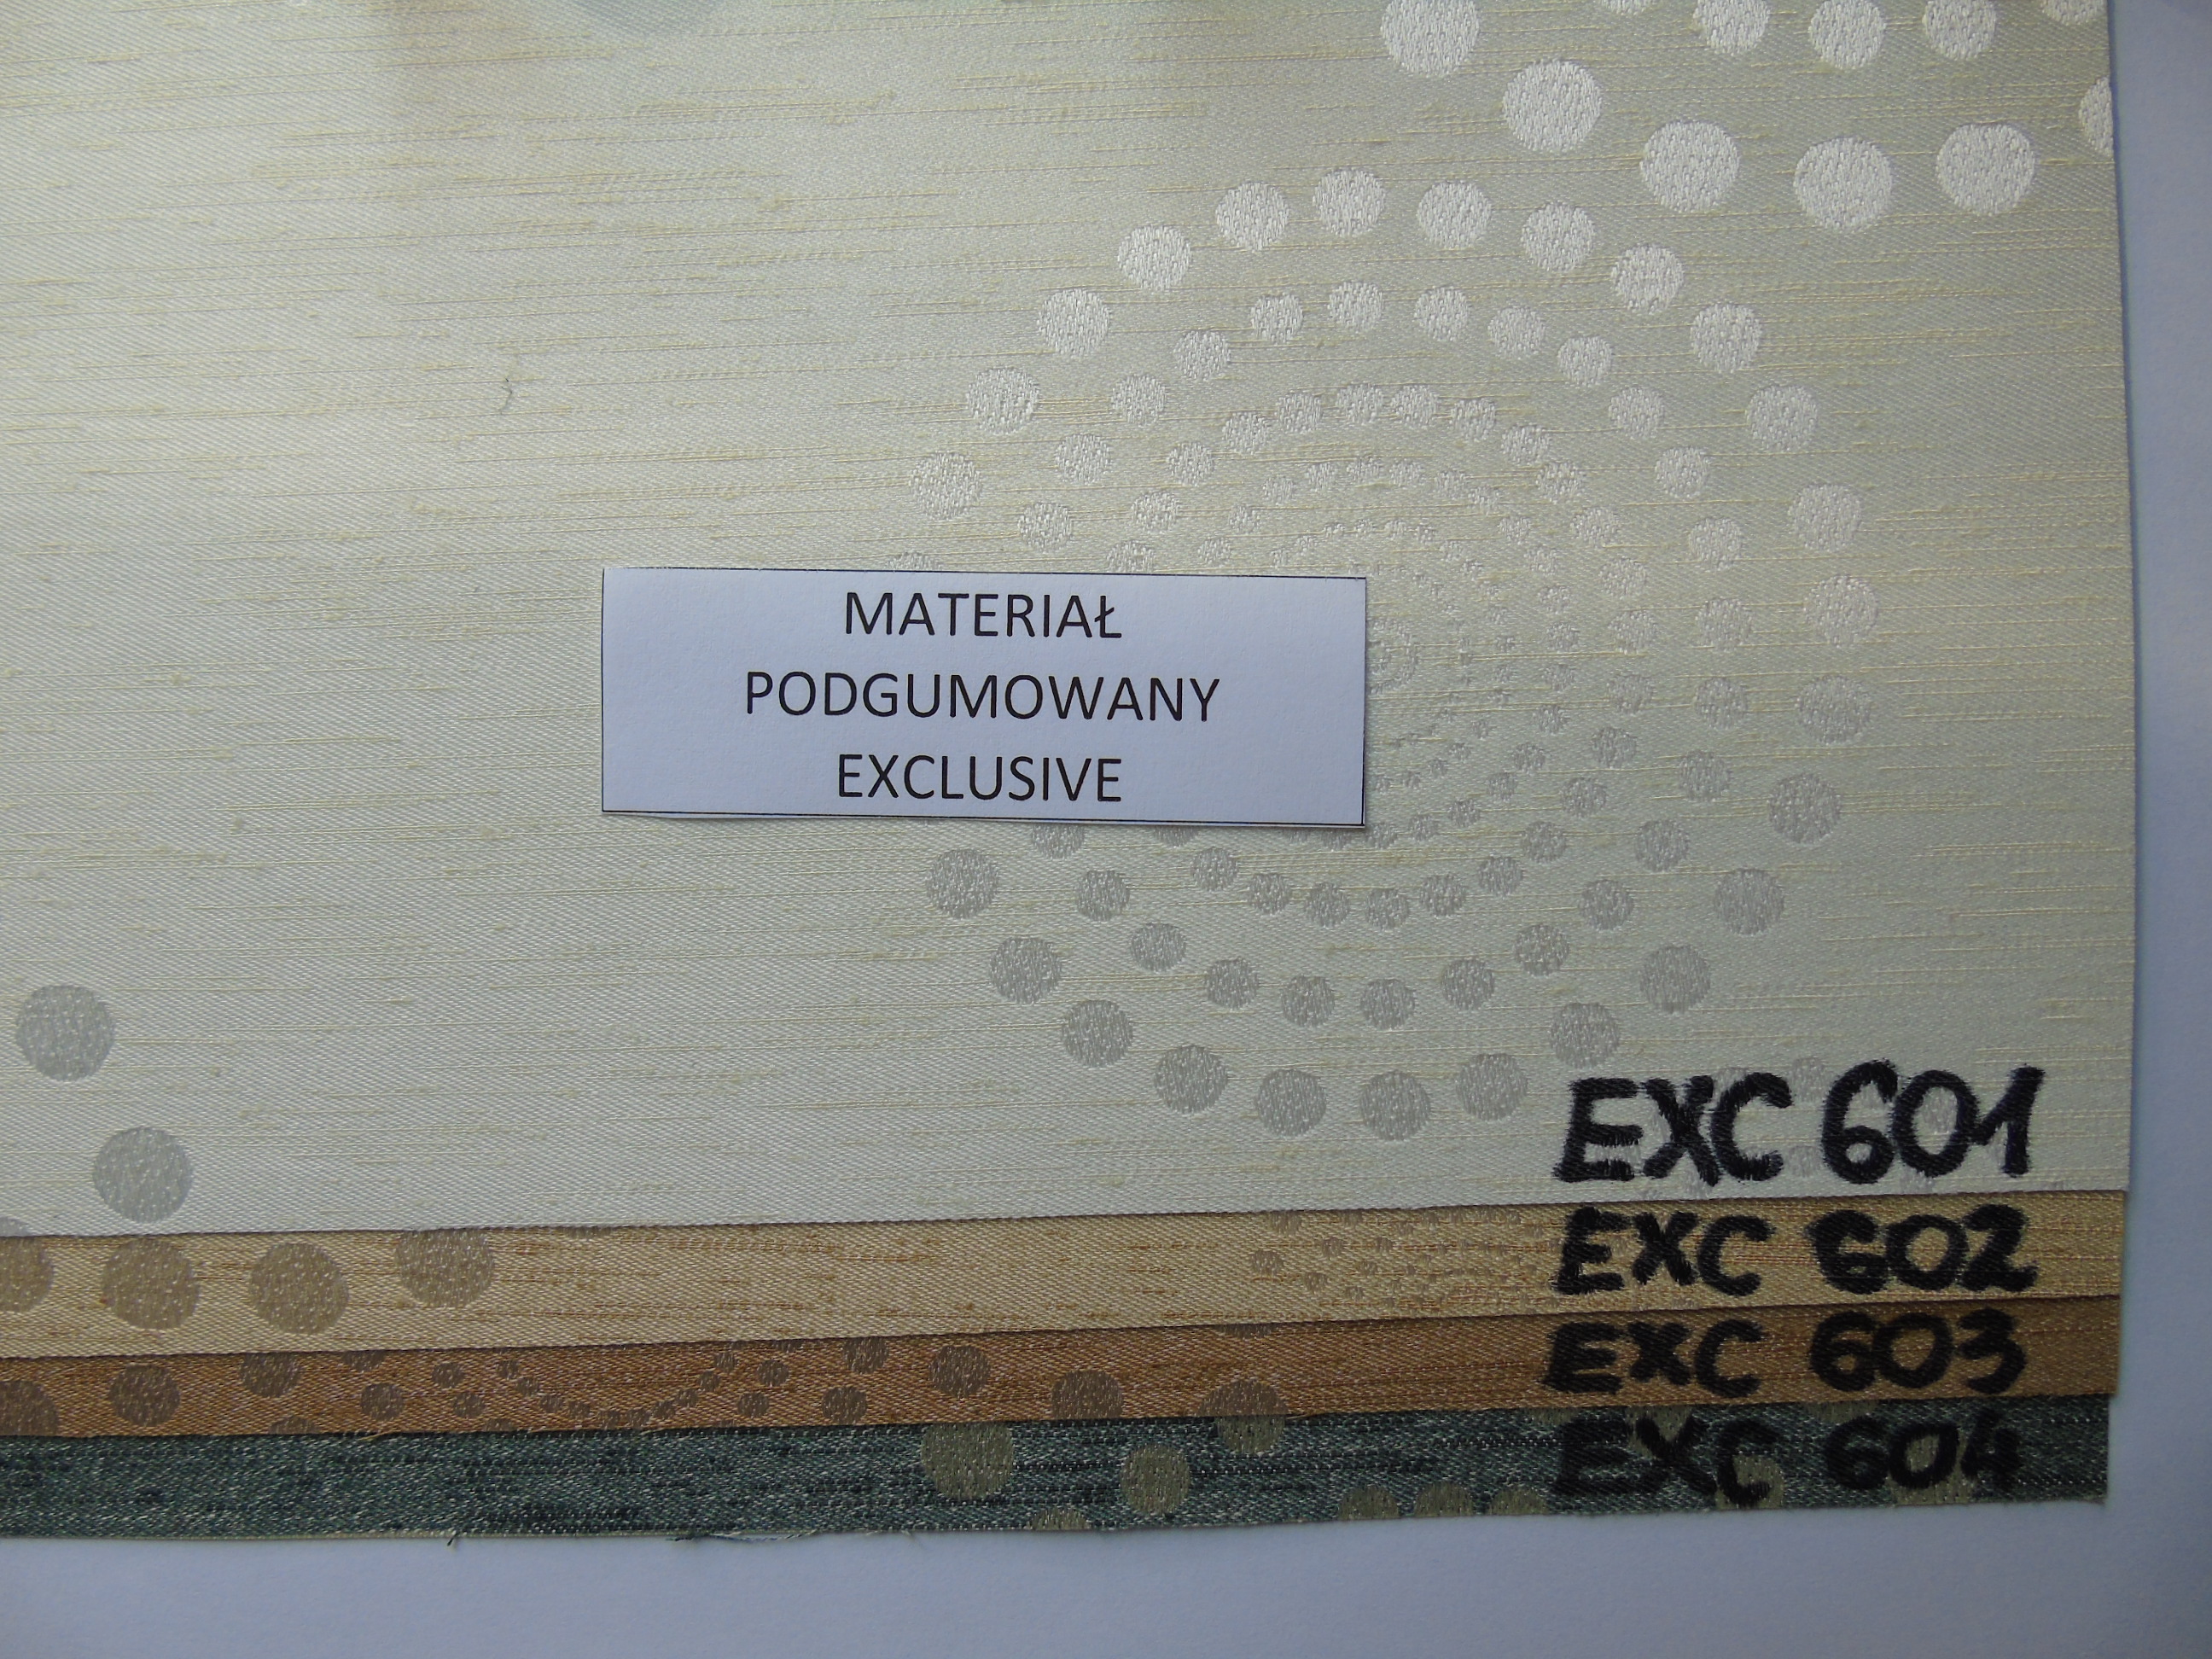 MATERIAŁ
PODGUMOWANY
EXCLUSIVE
EXC 601
EXC 602
EXC 603
EXC 604